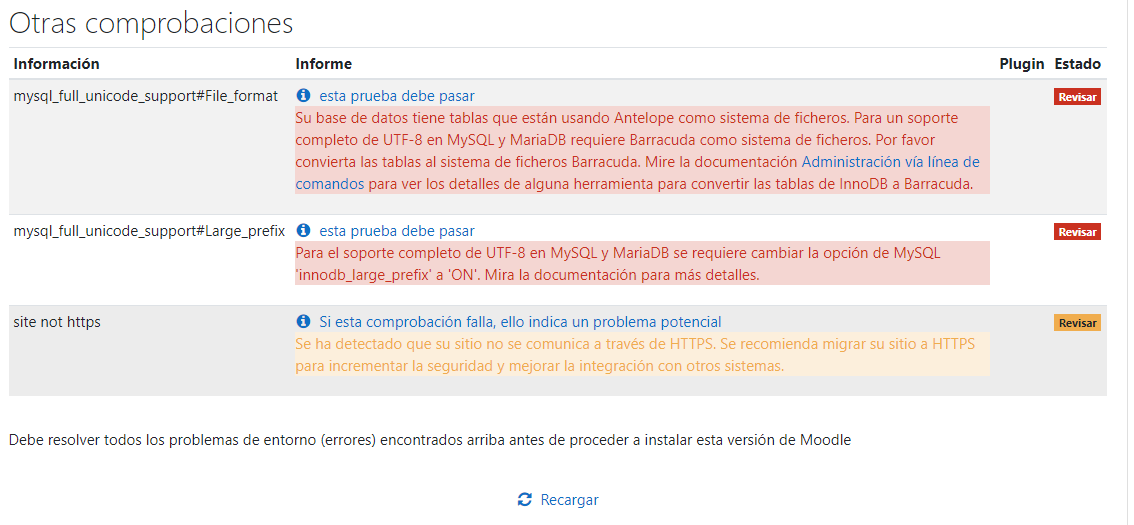 Otras comprobaciones
Información Informe Plugin Estado
mysql_full_unicode_support#File_format esta prueba debe pasar Revisar
Su base de datos tiene tablas que están usando Antelope como sistema de ficheros. Para un soporte
completo de UTF-8 en MySQL y MariaDB requiere Barracuda como sistema de ficheros. Por favor
convierta las tablas al sistema de ficheros Barracuda. Mire la documentación Administración vía línea de
comandos para ver los detalles de alguna herramienta para convertir las tablas de InnoDB a Barracuda.
mysql_full_unicode_support#Large_prefix esta prueba debe pasar Revisar
Para el soporte completo de UTF-8 en MySQL y MariaDB se requiere cambiar la opción de MySQL
'innodb_large_prefix' a 'ON'. Mira la documentación para más detalles.
site not https Si esta comprobación falla, ello indica un problema potencial Revisar
Se ha detectado que su sitio no se comunica a través de HTTPS. Se recomienda migrar su sitio a HTTPS
para incrementar la seguridad y mejorar la integración con otros sistemas.
Debe resolver todos los problemas de entorno (errores) encontrados arriba antes de proceder a instalar esta versión de Moodle
Recargar